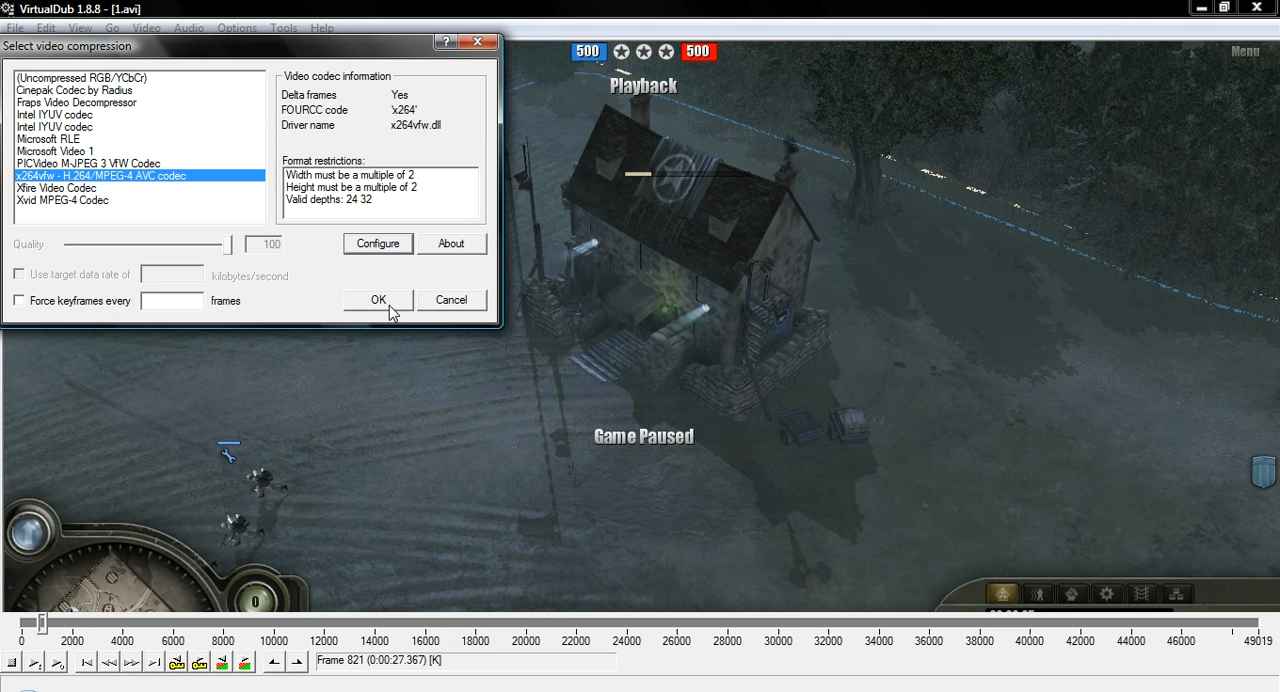 VirtualDub 1.8.8 - [1.avi]
File Edit View Go Video Audio Options Tools Help
Select video compression
?
(Uncompressed RGB/YCbCr)
Cinepak Codec by Radius
Fraps Video Decompressor
Intel IYUV codec
Intel IYUV codec
Microsoft RLE
Microsoft Video 1
PICVideo M-JPEG 3 VFW Codec
x264vfw - H.264/MPEG-4 AVC codec
Xfire Video Codec
Xvid MPEG-4 Codec
Video codec information
Delta frames Yes
FOURCC code 'x264'
Driver name x264vfw.dll
Format restrictions:
Width must be a multiple of 2
Height must be a multiple of 2
Valid depths: 24 32
Quality 100
Configure About
Use target data rate of kilobytes/second
Force keyframes every frames
OK Cancel
500 500
Menu
Playback
Game Paused
0
0 2000 4000 6000 8000 10000 12000 14000 16000 18000 20000 22000 24000 26000 28000 30000 32000 34000 36000 38000 40000 42000 44000 46000 49019
Frame 821 (0:00:27.367) [K]